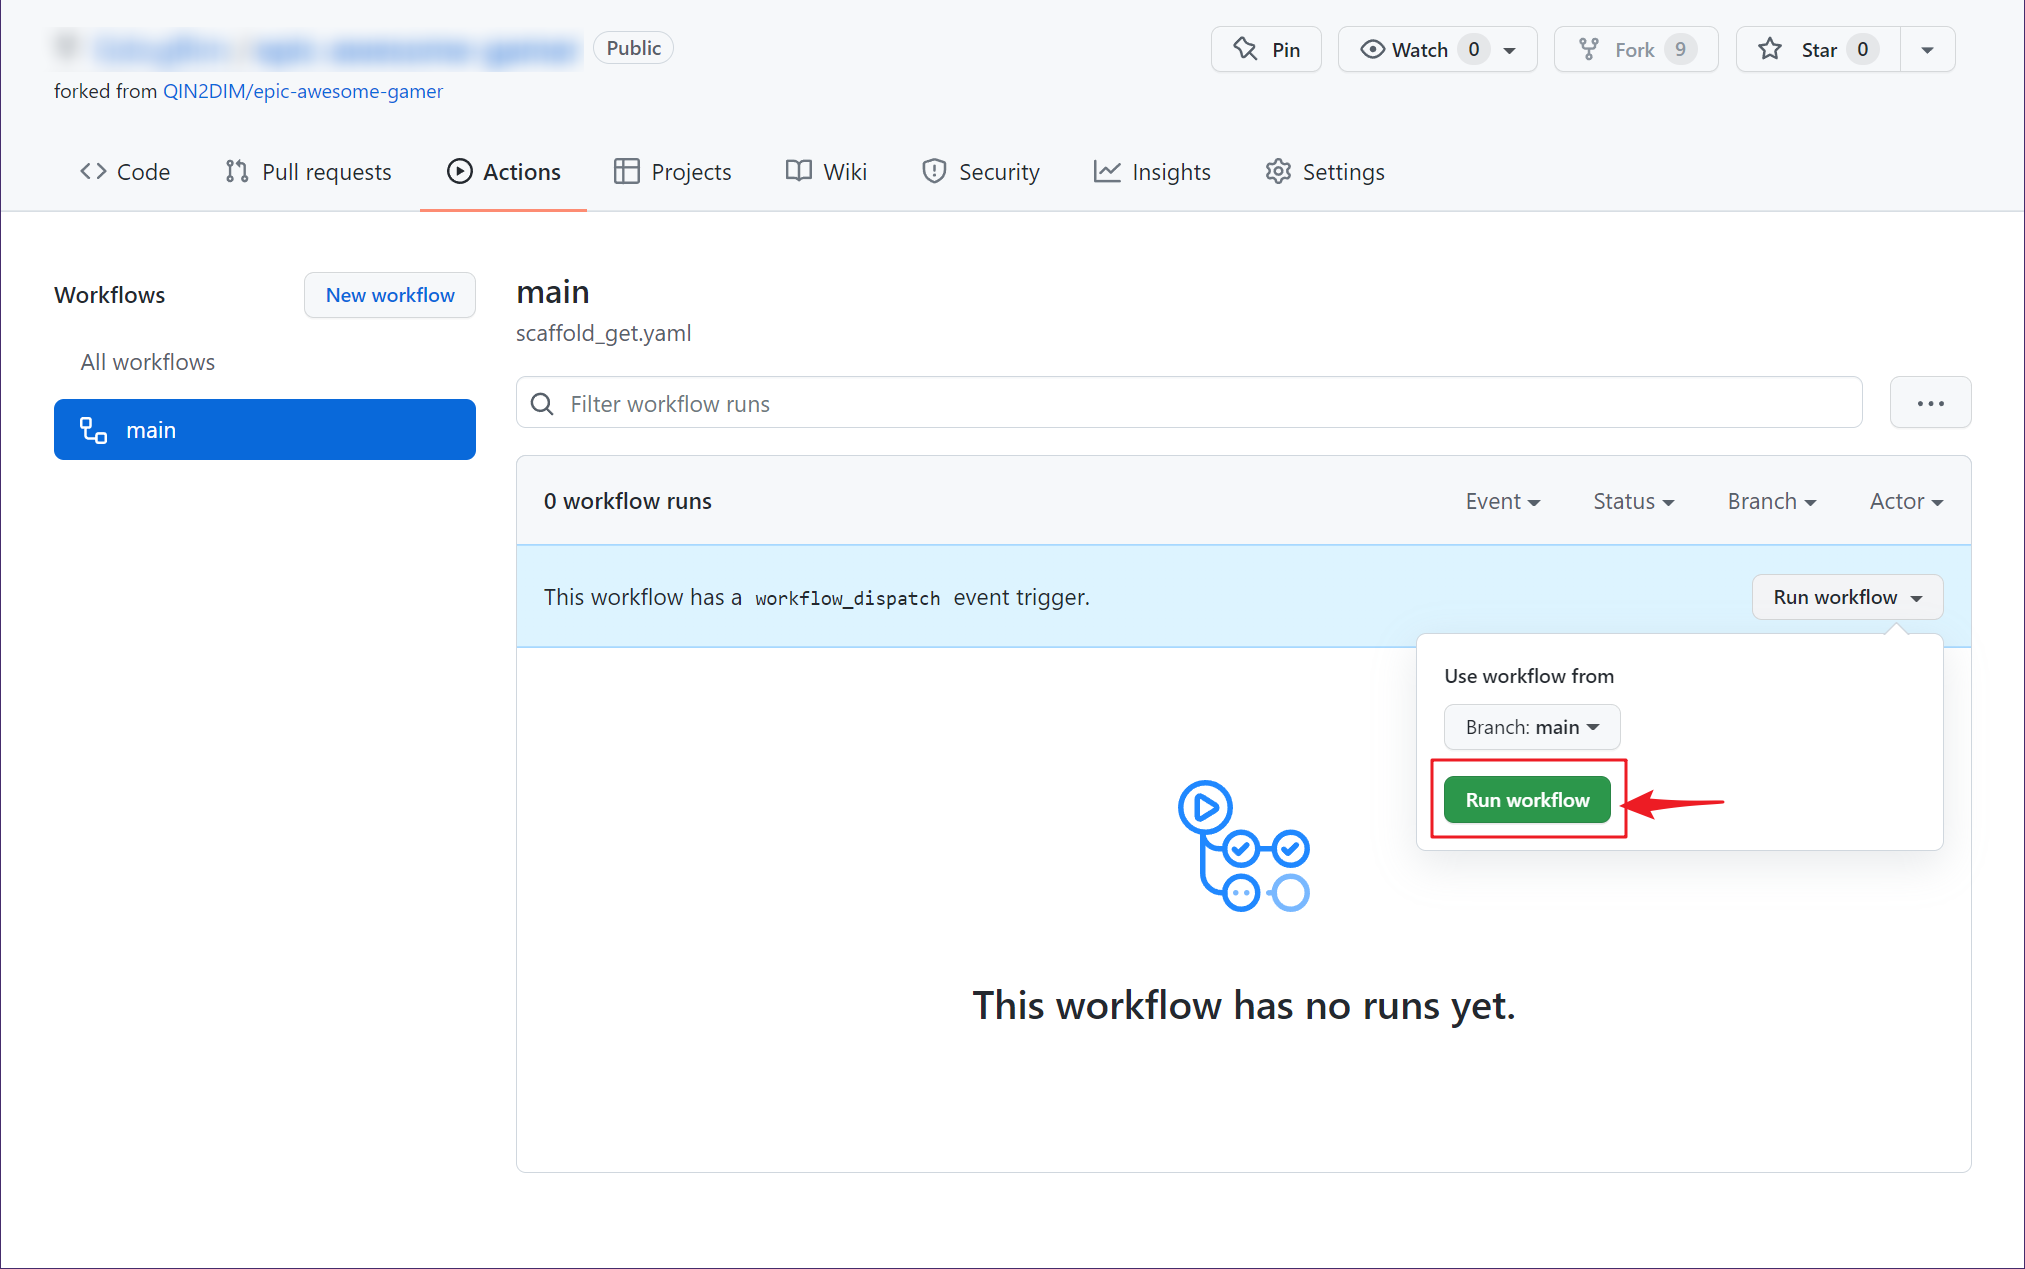 Public
Pin
Watch 0
Fork 9
Star 0
forked from QIN2DIM/epic-awesome-gamer
Code
Pull requests
Actions
Projects
Wiki
Security
Insights
Settings
Workflows
New workflow
All workflows
main
main
scaffold_get.yaml
Filter workflow runs
0 workflow runs
Event
Status
Branch
Actor
This workflow has a workflow_dispatch event trigger.
Run workflow
Use workflow from
Branch: main
Run workflow
This workflow has no runs yet.